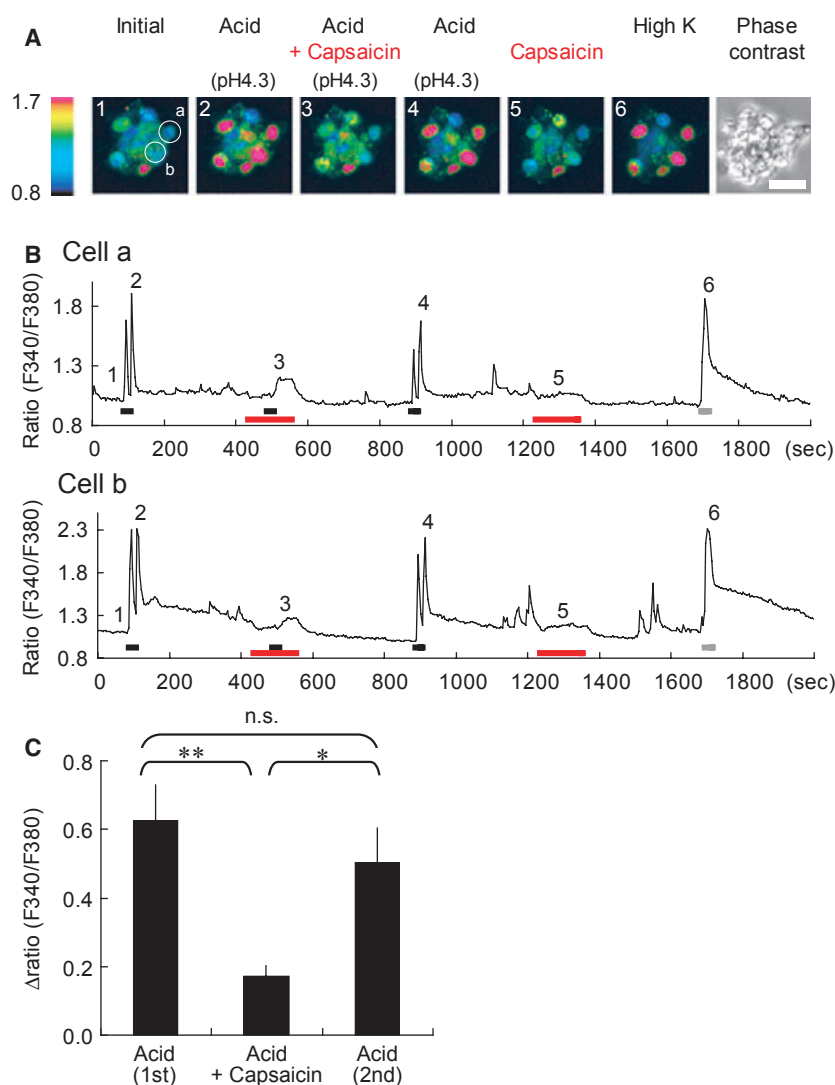 A
Initial
Acid
(pH4.3)
Acid
+ Capsaicin
(pH4.3)
Acid
(pH4.3)
Capsaicin
High K
Phase
contrast
1.7
0.8
1
a
b
2
3
4
5
6
B
Cell a
Ratio (F340/F380)
1.8
1.3
0.8
1
2
3
4
5
6
0 200 400 600 800 1000 1200 1400 1600 1800 (sec)
Cell b
Ratio (F340/F380)
2.3
1.8
1.3
0.8
1
2
3
4
5
6
0 200 400 600 800 1000 1200 1400 1600 1800 (sec)
C
n.s.
** *
Δratio (F340/F380)
0.8
0.6
0.4
0.2
0.0
Acid
(1st)
Acid
+ Capsaicin
Acid
(2nd)